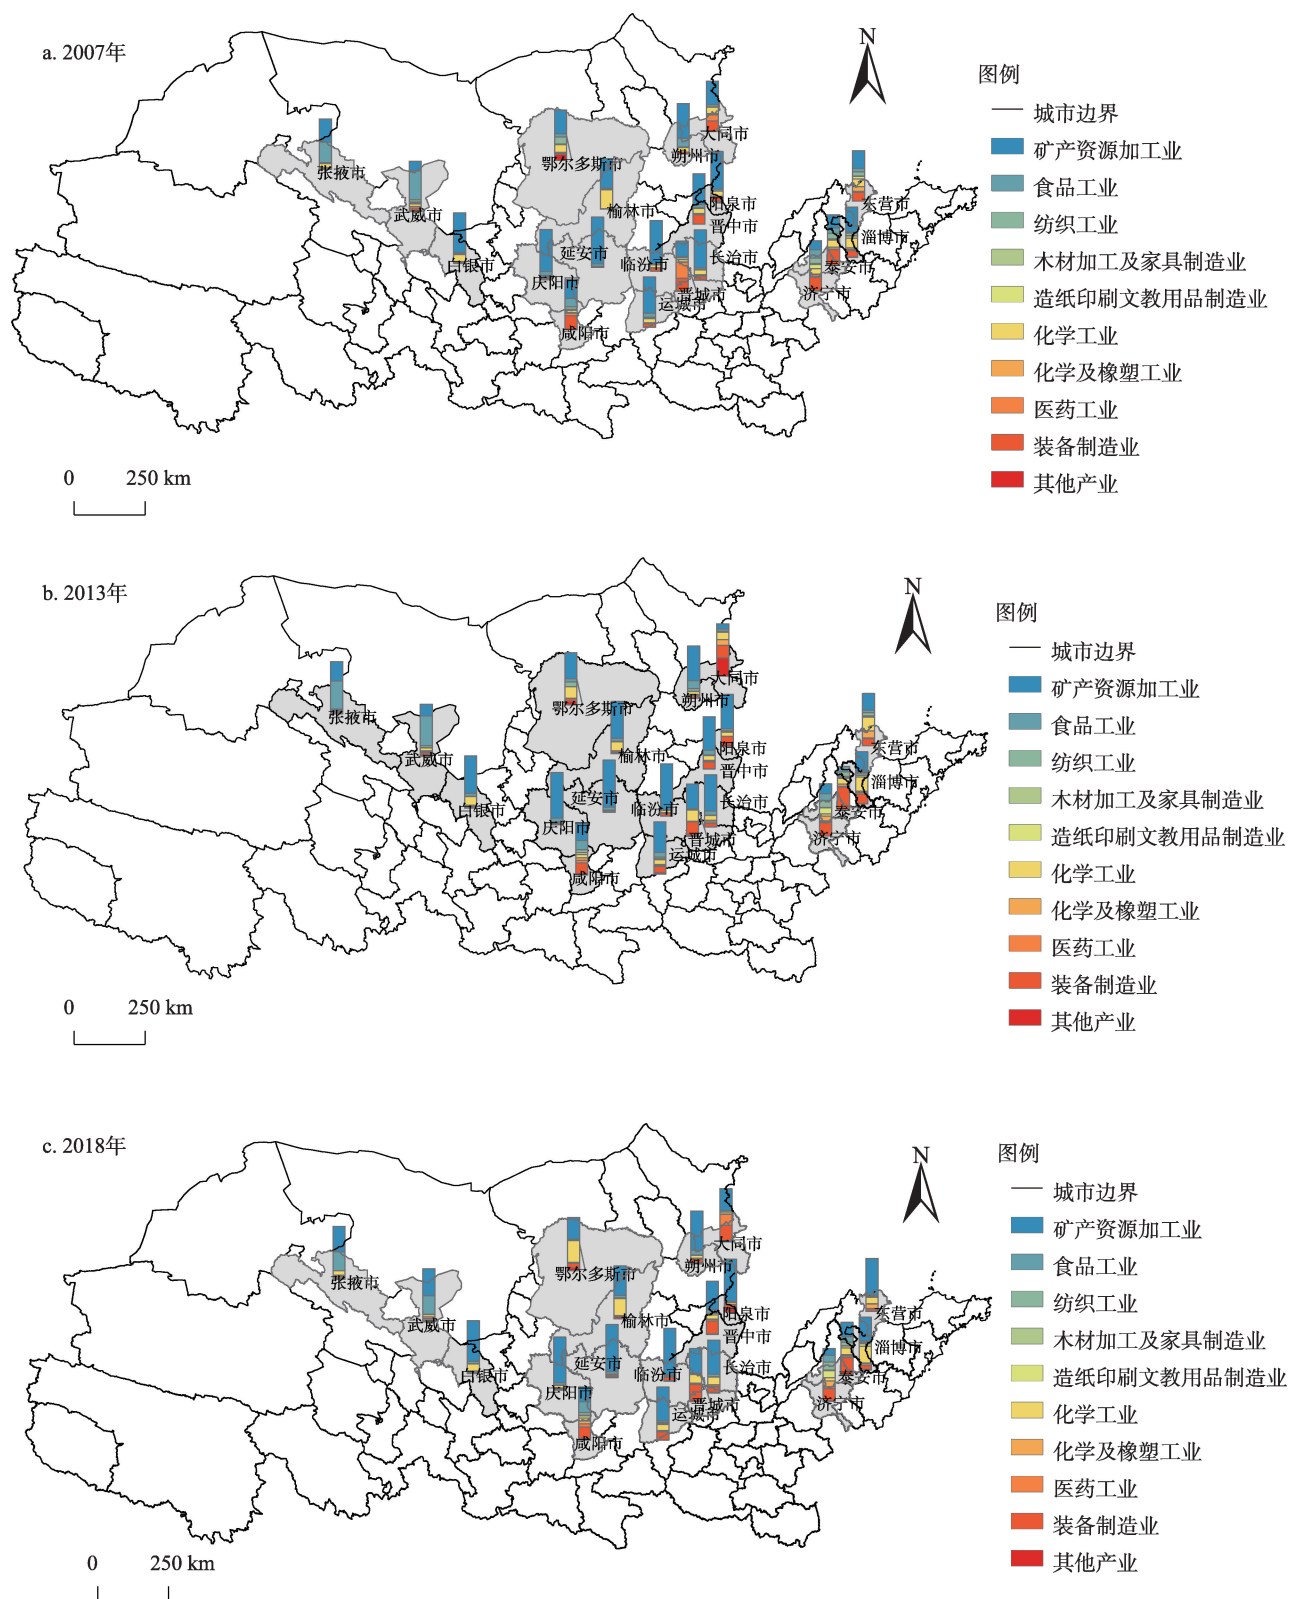 a. 2007年
N
图例
城市边界
矿产资源加工业
食品工业
纺织工业
木材加工及家具制造业
造纸印刷文教用品制造业
化学工业
化学及橡塑工业
医药工业
装备制造业
其他产业
大同市
朔州市
鄂尔多斯市
张掖市
榆林市
阳泉市
东营市
武威市
晋中市
淄博市
延安市
临汾市
长治市
白银市
泰安市
庆阳市
晋城市
济宁市
运城市
咸阳市
0 250 km
b. 2013年
N
图例
城市边界
矿产资源加工业
食品工业
纺织工业
木材加工及家具制造业
造纸印刷文教用品制造业
化学工业
化学及橡塑工业
医药工业
装备制造业
其他产业
大同市
朔州市
鄂尔多斯市
张掖市
阳泉市
东营市
榆林市
武威市
晋中市
淄博市
延安市
长治市
白银市
临汾市
泰安市
庆阳市
晋城市
济宁市
运城市
咸阳市
0 250 km
c. 2018年
N
图例
城市边界
矿产资源加工业
食品工业
纺织工业
木材加工及家具制造业
造纸印刷文教用品制造业
化学工业
化学及橡塑工业
医药工业
装备制造业
其他产业
大同市
朔州市
鄂尔多斯市
张掖市
阳泉市
东营市
榆林市
武威市
晋中市
淄博市
延安市
长治市
白银市
临汾市
泰安市
庆阳市
晋城市
济宁市
运城市
咸阳市
0 250 km